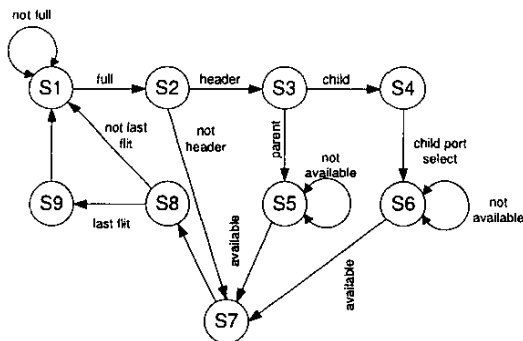 not full
S1
full
S2
header
S3
child
S4
not last
flit
not
header
parent
not
available
child port
select
S9
last flit
S8
available
S5
S6
not
available
available
S7